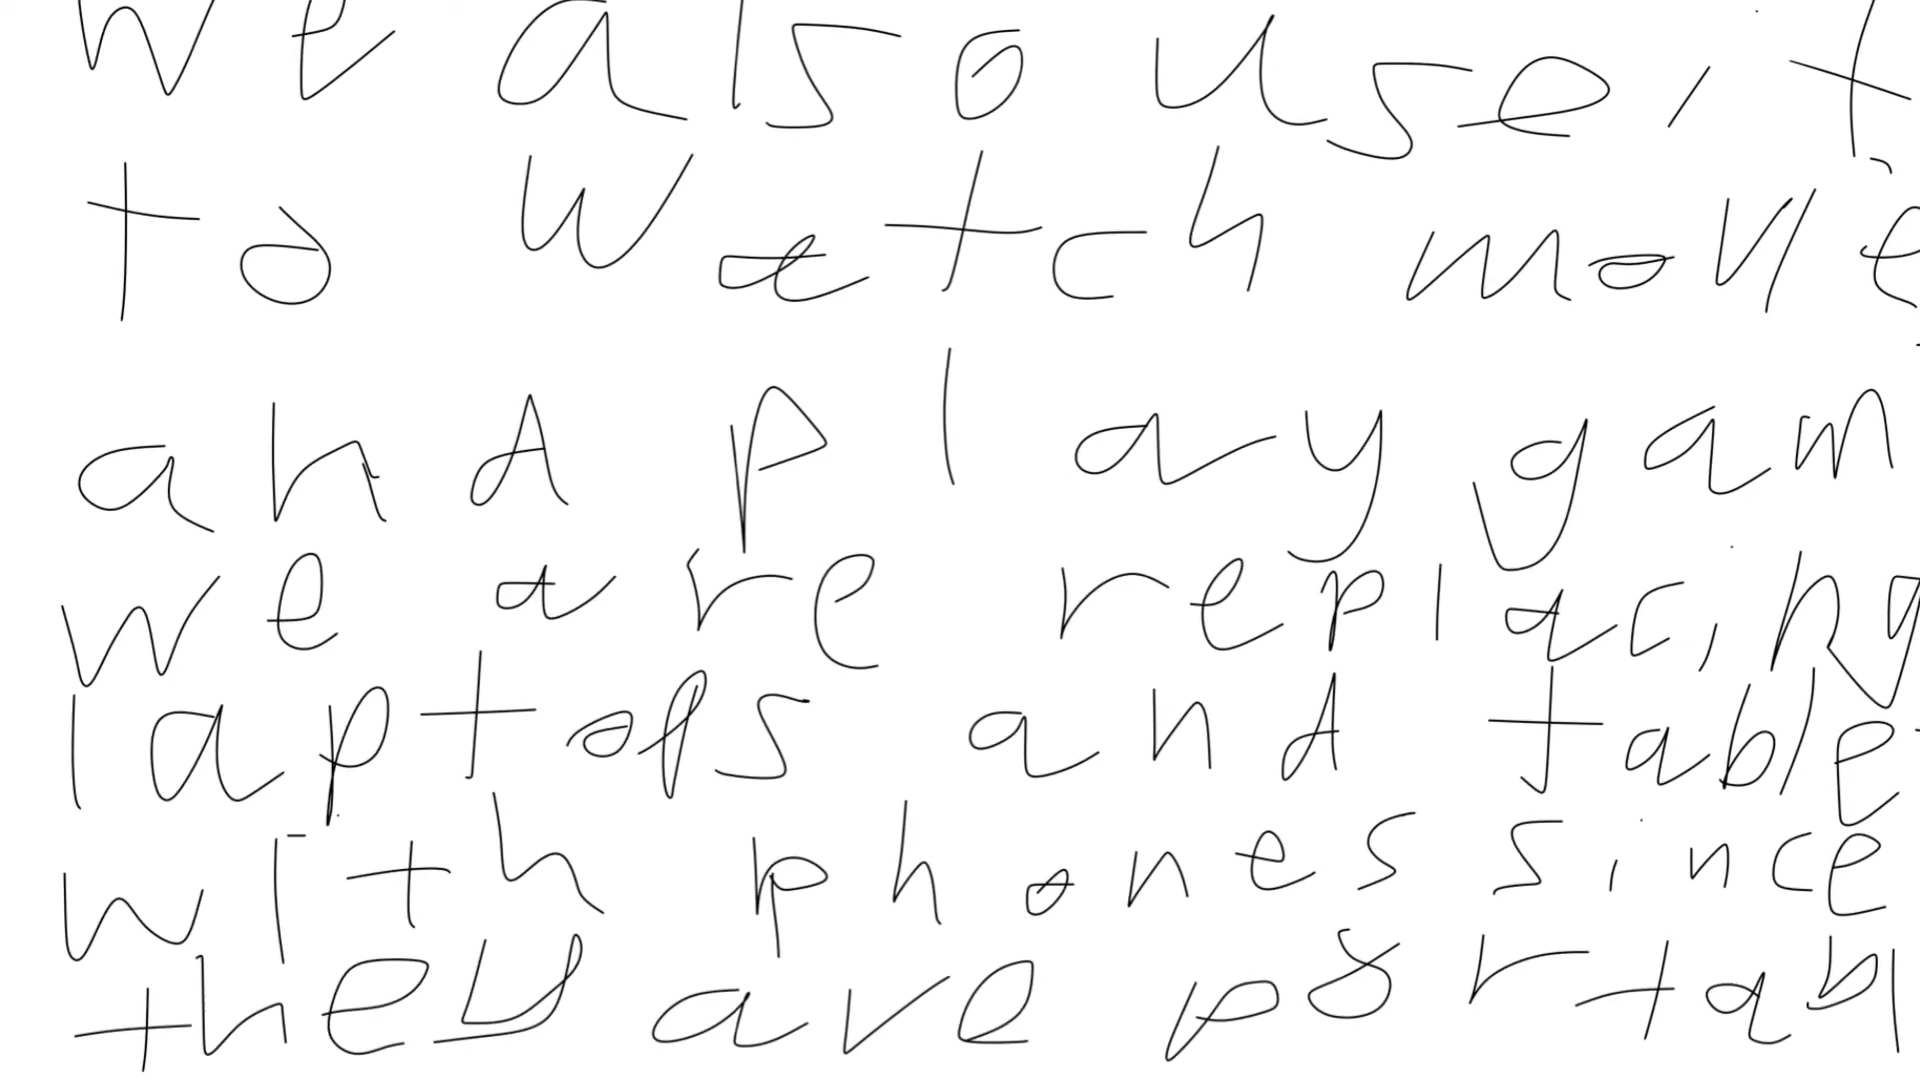 we also use it
to watch movie
and play gam
we are replacing
laptops and table
with phones since
they are portabl